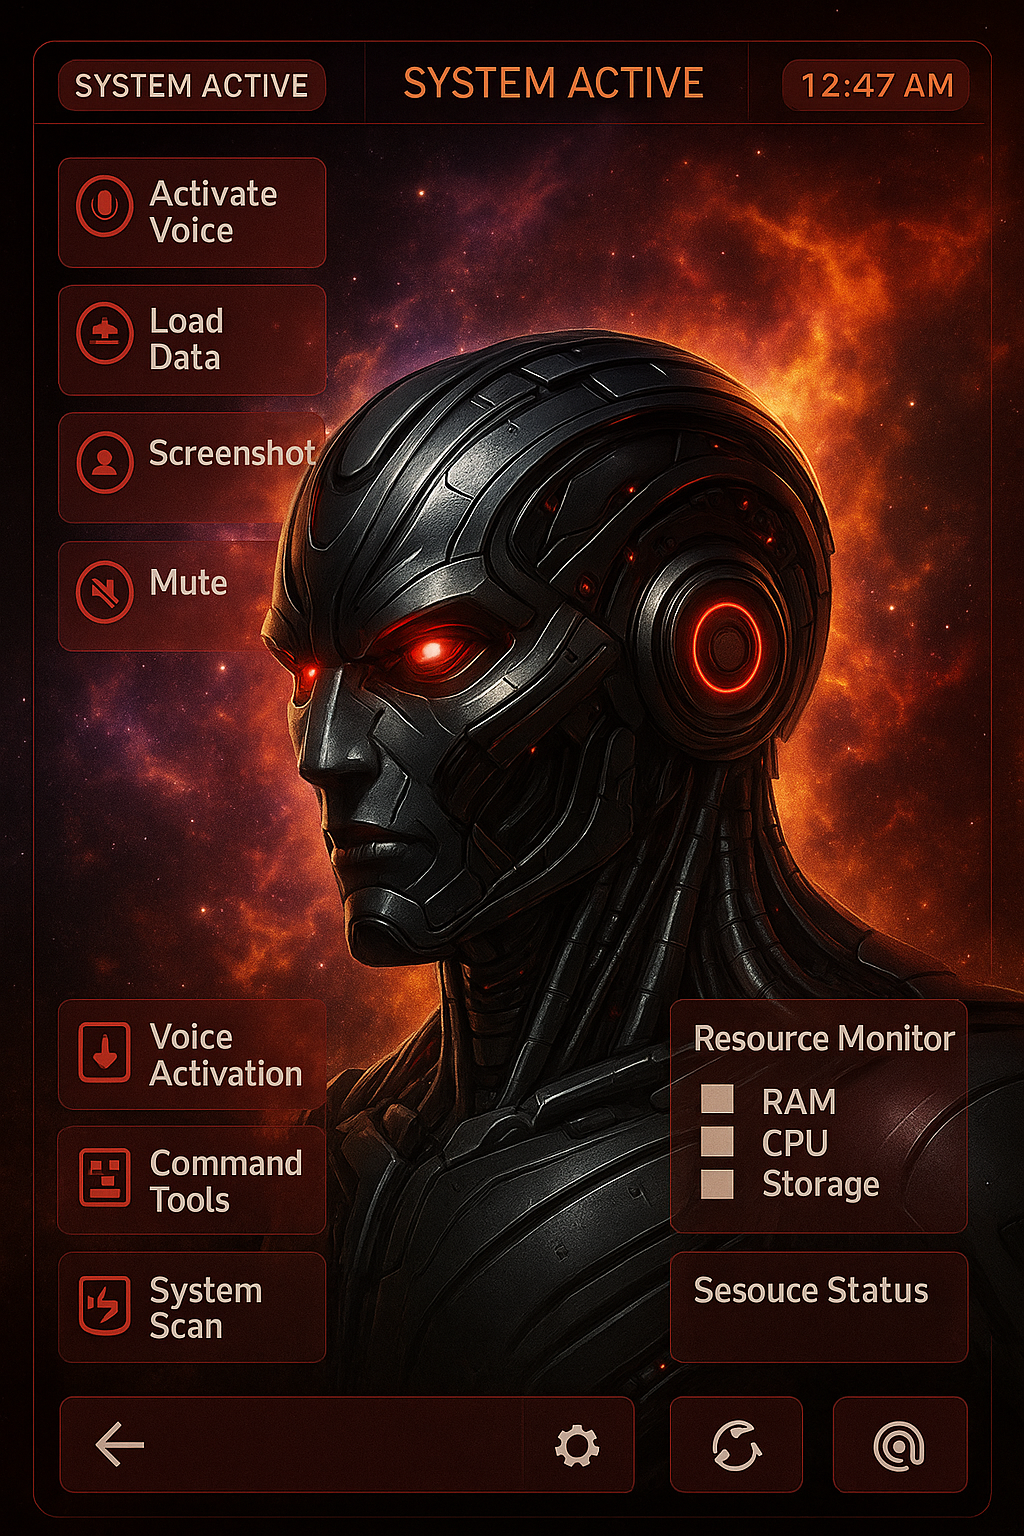 SYSTEM ACTIVE
SYSTEM ACTIVE
12:47 AM
Activate
Voice
Load
Data
Screenshot
Mute
Voice
Activation
Command
Tools
System
Scan
Resource Monitor
RAM
CPU
Storage
Sesouce Status